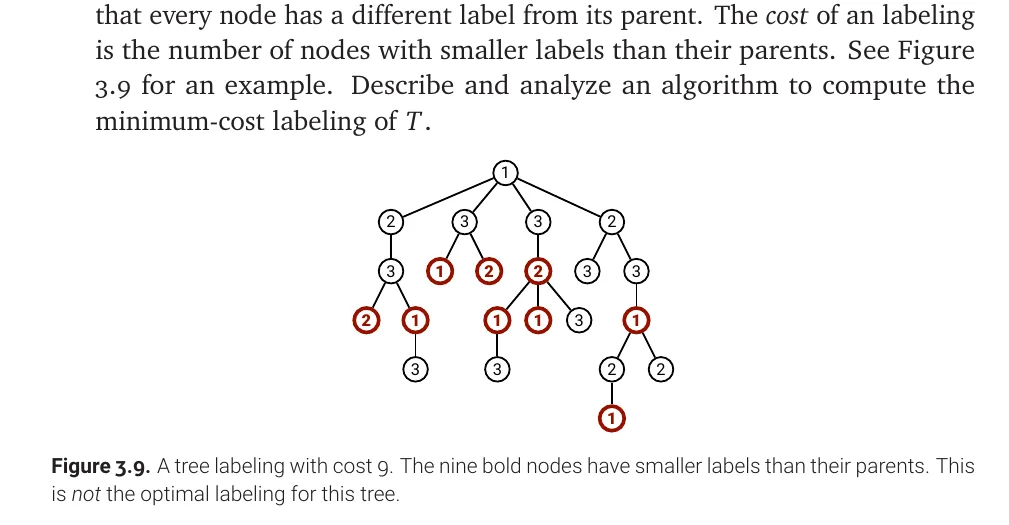 that every node has a different label from its parent. The cost of an labeling
is the number of nodes with smaller labels than their parents. See Figure
3.9 for an example. Describe and analyze an algorithm to compute the
minimum-cost labeling of T.
1
2 3 3 2
3 1 2 2 3 3
2 1 1 1 3 1
3 3 2 2
1
Figure 3.9. A tree labeling with cost 9. The nine bold nodes have smaller labels than their parents. This
is not the optimal labeling for this tree.